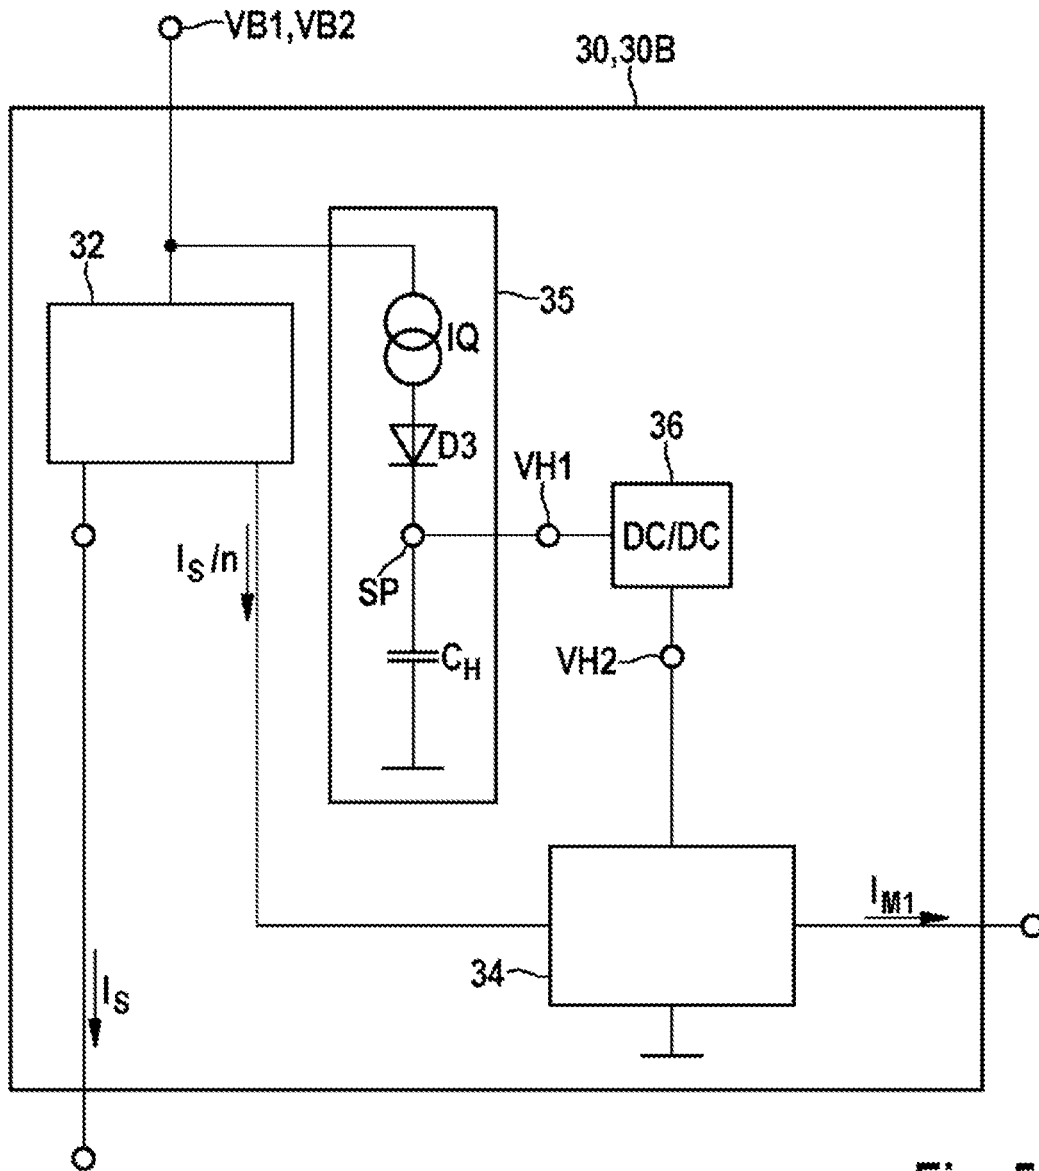 VB1,VB2
30,30B
32
35
IQ
D3
36
VH1
DC/DC
I_S/n
SP
C_H
VH2
I_M1
34
I_S